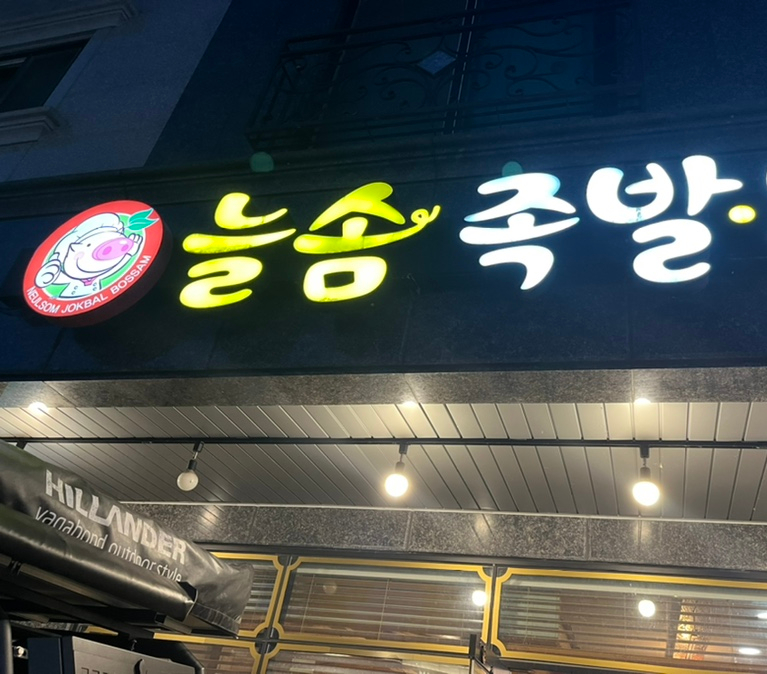 늘솜 족발·
NEULSOM JOKBAL BOSSAM
HILLANDER
vagabond outdoor style